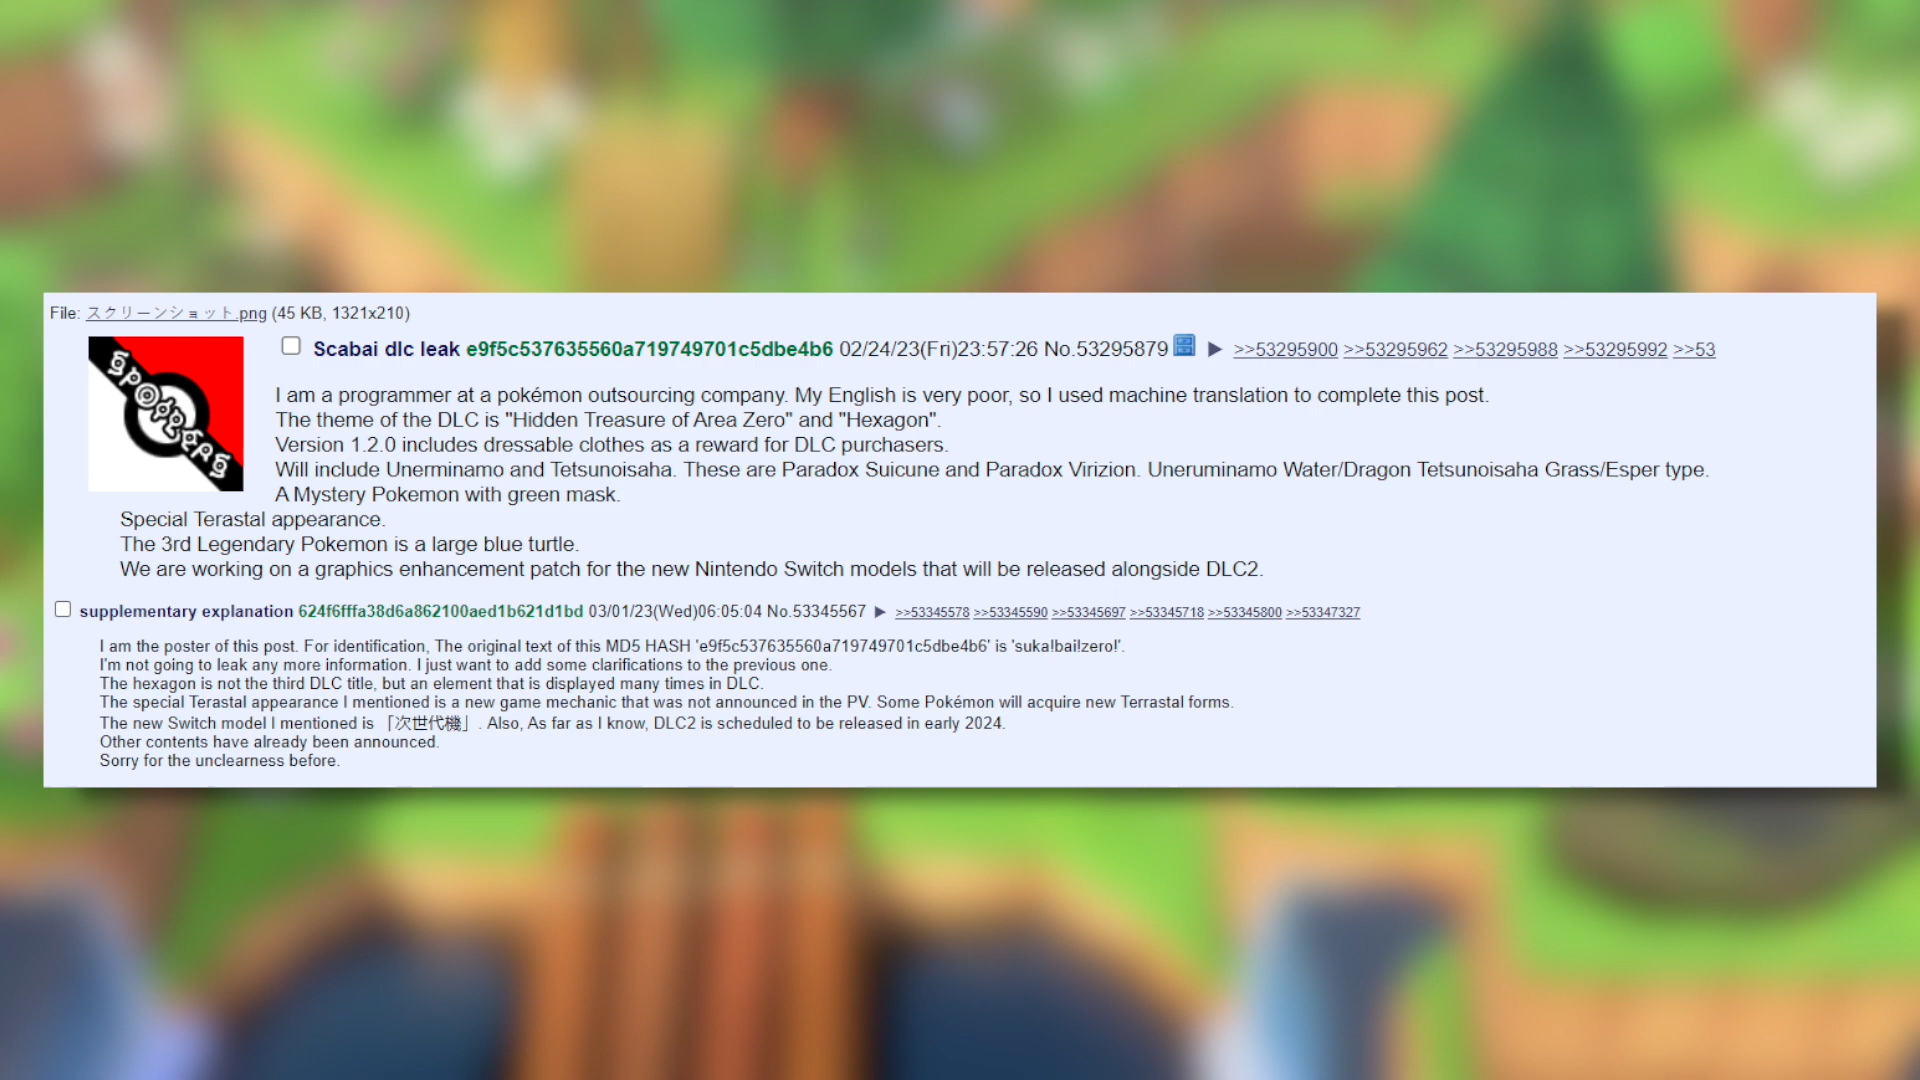 File: スクリーンショット.png (45 KB, 1321x210)
SPOILERS
Scabai dlc leak e9f5c537635560a719749701c5dbe4b6 02/24/23(Fri)23:57:26 No.53295879 ▶ >>53295900 >>53295962 >>53295988 >>53295992 >>53
I am a programmer at a pokémon outsourcing company. My English is very poor, so I used machine translation to complete this post.
The theme of the DLC is "Hidden Treasure of Area Zero" and "Hexagon".
Version 1.2.0 includes dressable clothes as a reward for DLC purchasers.
Will include Unerminamo and Tetsunoisaha. These are Paradox Suicune and Paradox Virizion. Uneruminamo Water/Dragon Tetsunoisaha Grass/Esper type.
A Mystery Pokemon with green mask.
Special Terastal appearance.
The 3rd Legendary Pokemon is a large blue turtle.
We are working on a graphics enhancement patch for the new Nintendo Switch models that will be released alongside DLC2.
supplementary explanation 624f6fffa38d6a862100aed1b621d1bd 03/01/23(Wed)06:05:04 No.53345567 ▶ >>53345578 >>53345590 >>53345697 >>53345718 >>53345800 >>53347327
I am the poster of this post. For identification, The original text of this MD5 HASH 'e9f5c537635560a719749701c5dbe4b6' is 'suka!bai!zero!'.
I'm not going to leak any more information. I just want to add some clarifications to the previous one.
The hexagon is not the third DLC title, but an element that is displayed many times in DLC.
The special Terastal appearance I mentioned is a new game mechanic that was not announced in the PV. Some Pokémon will acquire new Terrastal forms.
The new Switch model I mentioned is 「次世代機」. Also, As far as I know, DLC2 is scheduled to be released in early 2024.
Other contents have already been announced.
Sorry for the unclearness before.